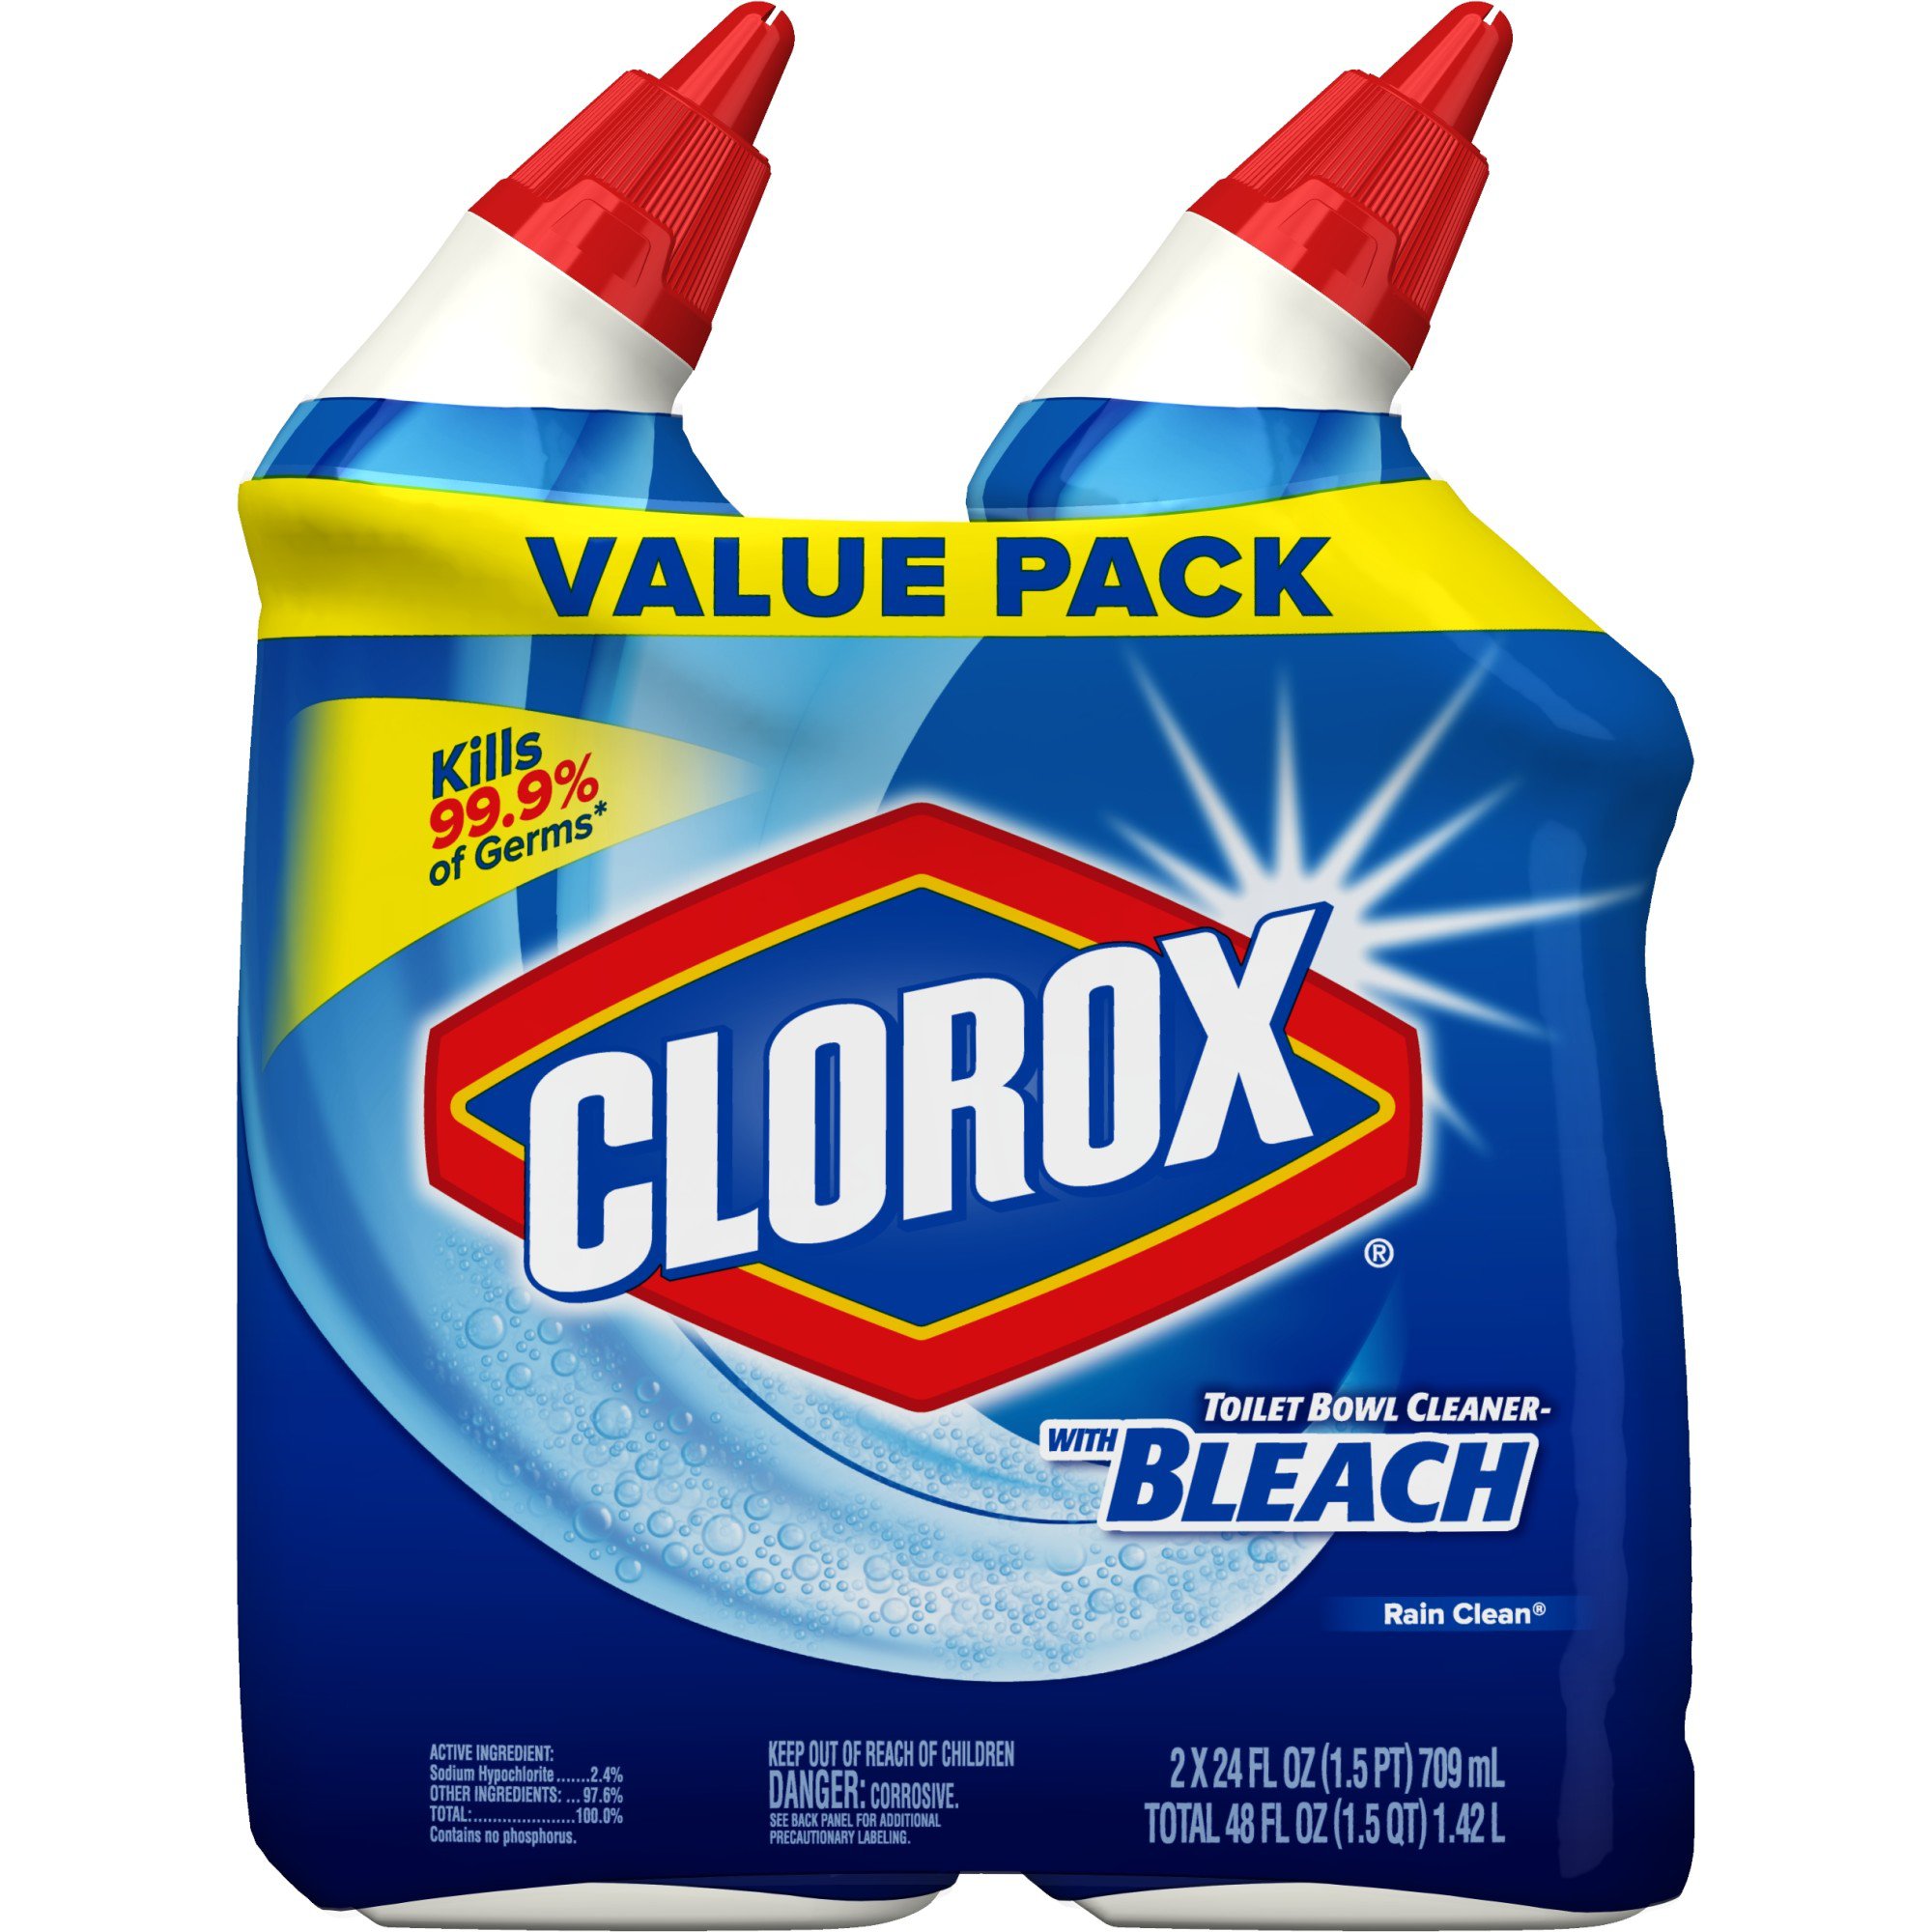 VALUE PACK
Kills
99.9%
of Germs*
CLOROX
®
TOILET BOWL CLEANER-
WITH BLEACH
Rain Clean®
ACTIVE INGREDIENT:
Sodium Hypochlorite.......2.4%
OTHER INGREDIENTS: ... 97.6%
TOTAL:.....................100.0%
Contains no phosphorus.
KEEP OUT OF REACH OF CHILDREN
DANGER: CORROSIVE.
SEE BACK PANEL FOR ADDITIONAL
PRECAUTIONARY LABELING.
2 X 24 FL OZ (1.5 PT) 709 mL
TOTAL 48 FL OZ (1.5 QT) 1.42 L